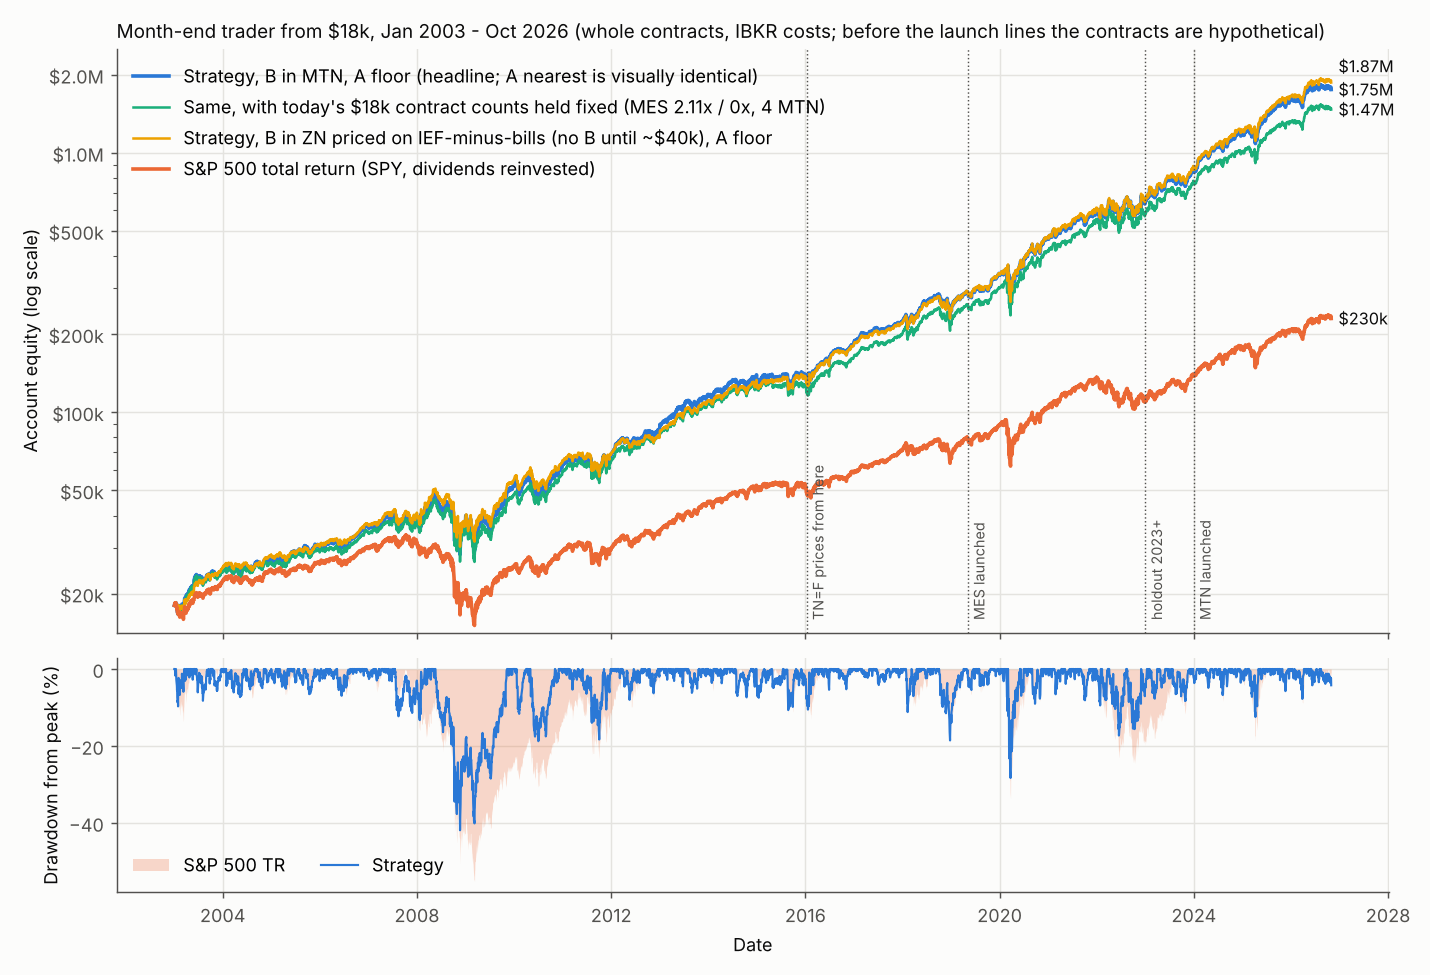 Month-end trader from $18k, Jan 2003 - Oct 2026 (whole contracts, IBKR costs; before the launch lines the contracts are hypothetical)
Strategy, B in MTN, A floor (headline; A nearest is visually identical)
Same, with today's $18k contract counts held fixed (MES 2.11x / 0x, 4 MTN)
Strategy, B in ZN priced on IEF-minus-bills (no B until ~$40k), A floor
S&P 500 total return (SPY, dividends reinvested)
Account equity (log scale)
$2.0M
$1.0M
$500k
$200k
$100k
$50k
$20k
$1.87M
$1.75M
$1.47M
$230k
TN=F prices from here
MES launched
holdout 2023+
MTN launched
Drawdown from peak (%)
0
−20
−40
S&P 500 TR
Strategy
2004
2008
2012
2016
2020
2024
2028
Date